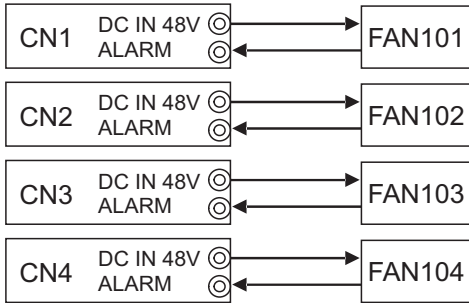 CN1 DC IN 48V FAN101
ALARM
CN2 DC IN 48V FAN102
ALARM
CN3 DC IN 48V FAN103
ALARM
CN4 DC IN 48V FAN104
ALARM